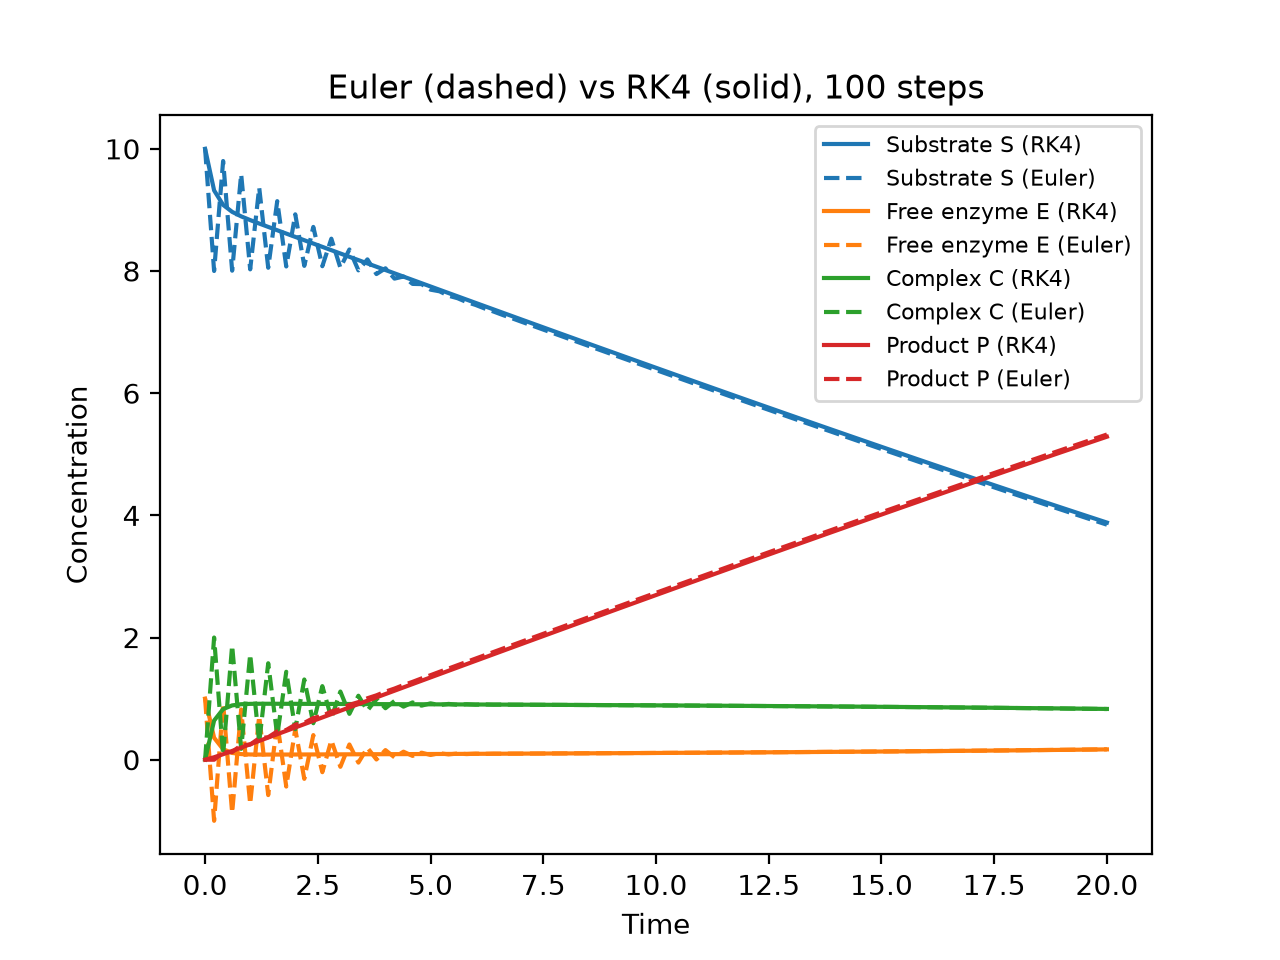 Euler (dashed) vs RK4 (solid), 100 steps
Substrate S (RK4)
Substrate S (Euler)
Free enzyme E (RK4)
Free enzyme E (Euler)
Complex C (RK4)
Complex C (Euler)
Product P (RK4)
Product P (Euler)
Concentration
10
8
6
4
2
0
0.0 2.5 5.0 7.5 10.0 12.5 15.0 17.5 20.0
Time